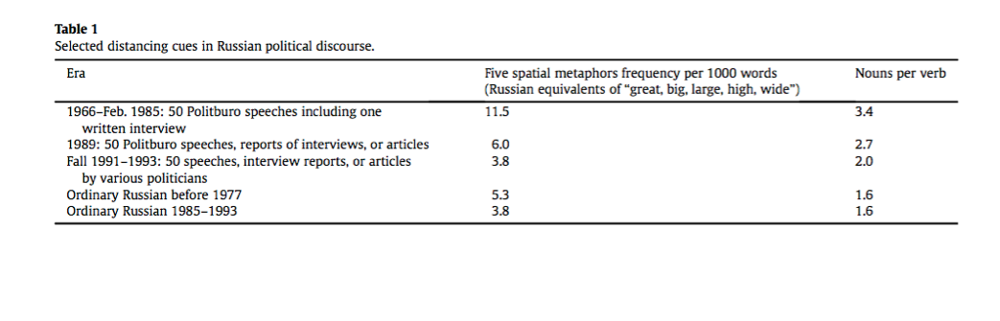 Table 1
Selected distancing cues in Russian political discourse.
Era Five spatial metaphors frequency per 1000 words Nouns per verb
(Russian equivalents of “great, big, large, high, wide”)
1966–Feb. 1985: 50 Politburo speeches including one 11.5 3.4
written interview
1989: 50 Politburo speeches, reports of interviews, or articles 6.0 2.7
Fall 1991–1993: 50 speeches, interview reports, or articles 3.8 2.0
by various politicians
Ordinary Russian before 1977 5.3 1.6
Ordinary Russian 1985–1993 3.8 1.6